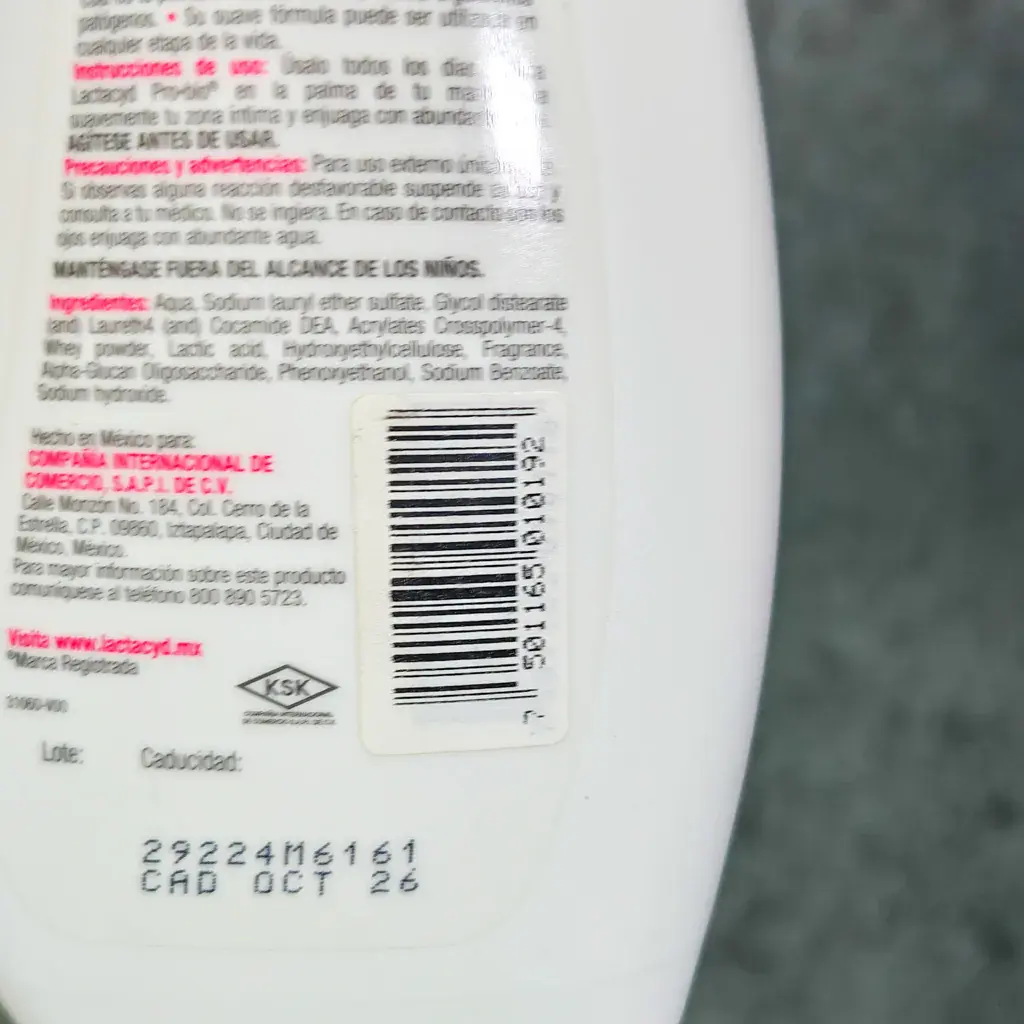 patógenos. • Su suave fórmula puede ser utilizada en
cualquier etapa de la vida.
Instrucciones de uso: Úsalo todos los días
Lactacyd Pro-bio® en la palma de tu
suavemente tu zona íntima y enjuaga con
AGÍTESE ANTES DE USAR.
Precauciones y advertencias: Para uso externo
Si observas alguna reacción desfavorable suspende su uso y
consulta a tu médico. No se ingiera. En caso de contacto con los
ojos enjuaga con abundante agua.
MANTÉNGASE FUERA DEL ALCANCE DE LOS NIÑOS.
Ingredientes: Aqua, Sodium lauryl ether sulfate, Glycol distearate
(and) Laureth4 (and) Cocamide DEA, Acrylates Crosspolymer-4,
Whey powder, Lactic acid, Hydroxyethylcellulose, Fragrance,
Alpha-Glucan Oligosaccharide, Phenoxyethanol, Sodium Benzoate,
Sodium hydroxide.
Hecho en México para:
COMPAÑIA INTERNACIONAL DE
COMERCIO, S.A.P.I. DE C.V.
Calle Monzón No. 184, Col. Cerro de la
Estrella, C.P. 09860, Iztapalapa, Ciudad de
México, México.
Para mayor información sobre este producto
comuníquese al teléfono 800 890 5723.
Visita www.lactacyd.mx
®Marca Registrada
31060-V00
KSK
COMPAÑIA INTERNACIONAL
DE COMERCIO S.A.P.I. DE C.V.
Lote: Caducidad:
29224M6161
CAD OCT 26